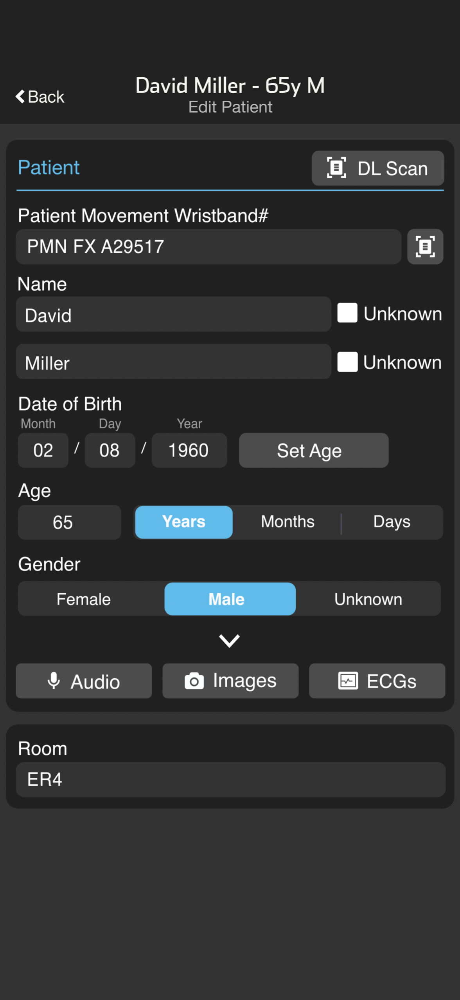 Back
David Miller - 65y M
Edit Patient
Patient
DL Scan
Patient Movement Wristband#
PMN FX A29517
Name
David
Unknown
Miller
Unknown
Date of Birth
Month Day Year
02 / 08 / 1960 Set Age
Age
65 Years Months Days
Gender
Female Male Unknown
Audio Images ECGs
Room
ER4